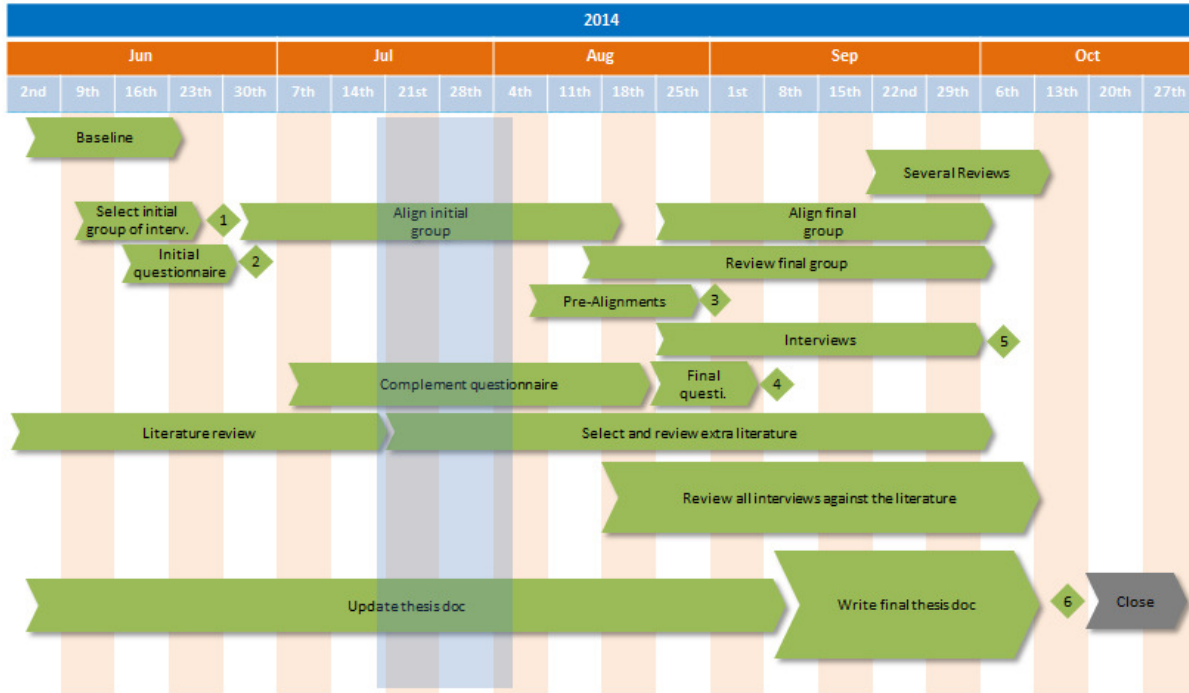 2014
Jun Jul Aug Sep Oct
2nd 9th 16th 23th 30th 7th 14th 21st 28th 4th 11th 18th 25th 1st 8th 15th 22nd 29th 6th 13th 20th 27th
Baseline
Several Reviews
Select initial
group of interv.
1
Align initial
group
Align final
group
Initial
questionnaire
2
Review final group
Pre-Alignments
3
Interviews
5
Complement questionnaire
Final
questi.
4
Literature review
Select and review extra literature
Review all interviews against the literature
Update thesis doc
Write final thesis doc
6
Close